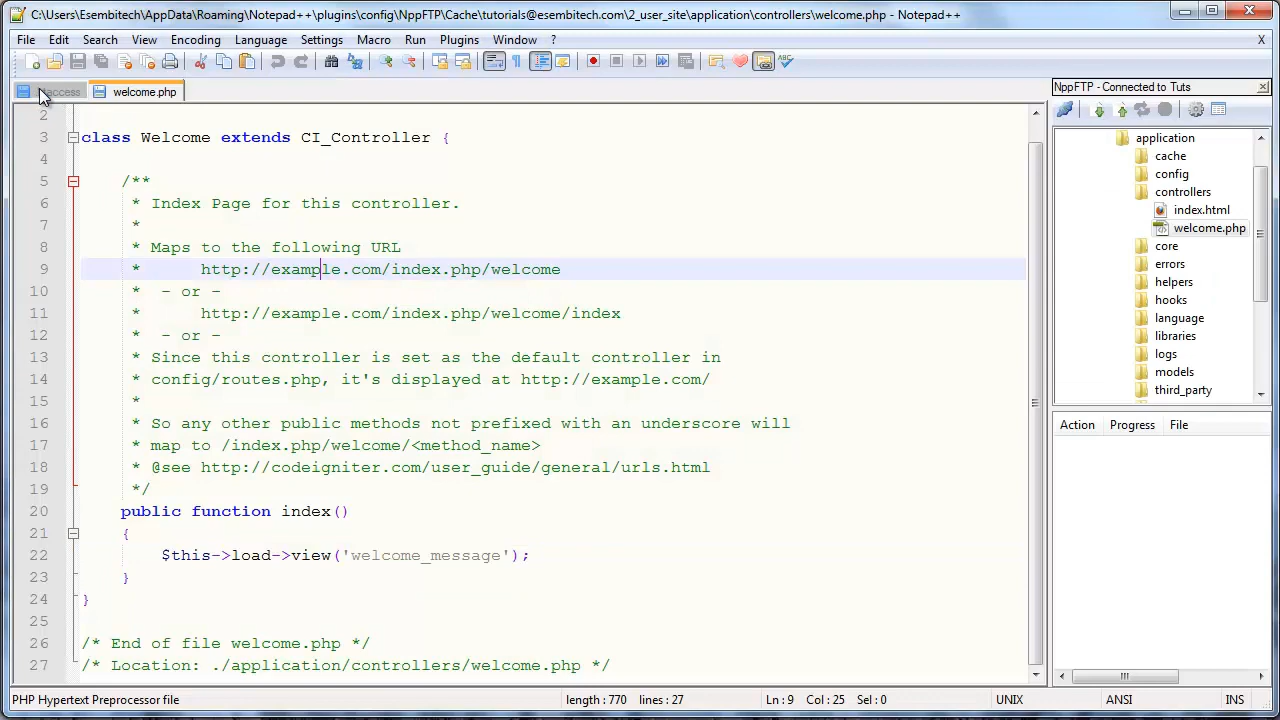 C:\Users\Esembitech\AppData\Roaming\Notepad++\plugins\config\NppFTP\Cache\tutorials@esembitech.com\2_user_site\application\controllers\welcome.php - Notepad++
File Edit Search View Encoding Language Settings Macro Run Plugins Window ? X
welcome.php
2
3 class Welcome extends CI_Controller {
4
5 /**
6 * Index Page for this controller.
7 *
8 * Maps to the following URL
9 * http://example.com/index.php/welcome
10 * - or -
11 * http://example.com/index.php/welcome/index
12 * - or -
13 * Since this controller is set as the default controller in
14 * config/routes.php, it's displayed at http://example.com/
15 *
16 * So any other public methods not prefixed with an underscore will
17 * map to /index.php/welcome/<method_name>
18 * @see http://codeigniter.com/user_guide/general/urls.html
19 */
20 public function index()
21 {
22 $this->load->view('welcome_message');
23 }
24 }
25
26 /* End of file welcome.php */
27 /* Location: ./application/controllers/welcome.php */
NppFTP - Connected to Tuts
application
cache
config
controllers
index.html
welcome.php
core
errors
helpers
hooks
language
libraries
logs
models
third_party
Action Progress File
PHP Hypertext Preprocessor file length : 770 lines : 27 Ln : 9 Col : 25 Sel : 0 UNIX ANSI INS